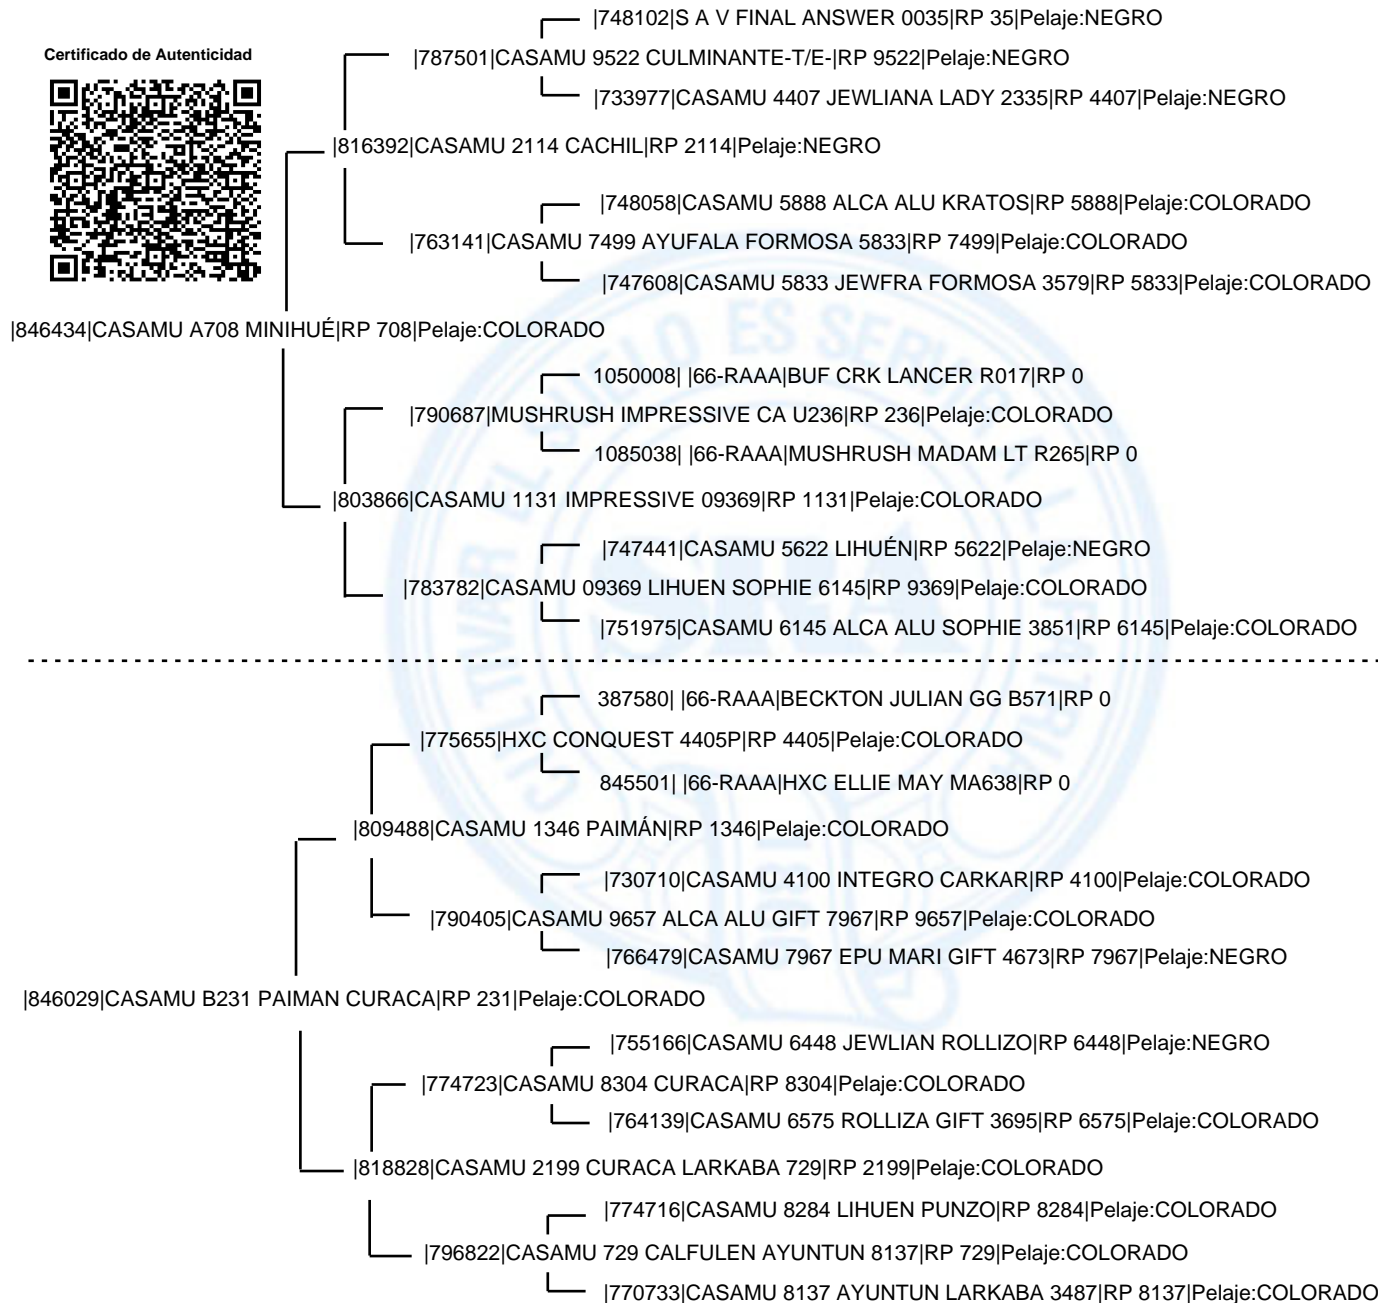 |748102|S A V FINAL ANSWER 0035|RP 35|Pelaje:NEGRO
Certificado de Autenticidad
|787501|CASAMU 9522 CULMINANTE-T/E-|RP 9522|Pelaje:NEGRO
|733977|CASAMU 4407 JEWLIANA LADY 2335|RP 4407|Pelaje:NEGRO
|816392|CASAMU 2114 CACHIL|RP 2114|Pelaje:NEGRO
|748058|CASAMU 5888 ALCA ALU KRATOS|RP 5888|Pelaje:COLORADO
|763141|CASAMU 7499 AYUFALA FORMOSA 5833|RP 7499|Pelaje:COLORADO
|747608|CASAMU 5833 JEWFRA FORMOSA 3579|RP 5833|Pelaje:COLORADO
|846434|CASAMU A708 MINIHUÉ|RP 708|Pelaje:COLORADO
1050008| |66-RAAA|BUF CRK LANCER R017|RP 0
|790687|MUSHRUSH IMPRESSIVE CA U236|RP 236|Pelaje:COLORADO
1085038| |66-RAAA|MUSHRUSH MADAM LT R265|RP 0
|803866|CASAMU 1131 IMPRESSIVE 09369|RP 1131|Pelaje:COLORADO
|747441|CASAMU 5622 LIHUÉN|RP 5622|Pelaje:NEGRO
|783782|CASAMU 09369 LIHUEN SOPHIE 6145|RP 9369|Pelaje:COLORADO
|751975|CASAMU 6145 ALCA ALU SOPHIE 3851|RP 6145|Pelaje:COLORADO
387580| |66-RAAA|BECKTON JULIAN GG B571|RP 0
|775655|HXC CONQUEST 4405P|RP 4405|Pelaje:COLORADO
845501| |66-RAAA|HXC ELLIE MAY MA638|RP 0
|809488|CASAMU 1346 PAIMÁN|RP 1346|Pelaje:COLORADO
|730710|CASAMU 4100 INTEGRO CARKAR|RP 4100|Pelaje:COLORADO
|790405|CASAMU 9657 ALCA ALU GIFT 7967|RP 9657|Pelaje:COLORADO
|766479|CASAMU 7967 EPU MARI GIFT 4673|RP 7967|Pelaje:NEGRO
|846029|CASAMU B231 PAIMAN CURACA|RP 231|Pelaje:COLORADO
|755166|CASAMU 6448 JEWLIAN ROLLIZO|RP 6448|Pelaje:NEGRO
|774723|CASAMU 8304 CURACA|RP 8304|Pelaje:COLORADO
|764139|CASAMU 6575 ROLLIZA GIFT 3695|RP 6575|Pelaje:COLORADO
|818828|CASAMU 2199 CURACA LARKABA 729|RP 2199|Pelaje:COLORADO
|774716|CASAMU 8284 LIHUEN PUNZO|RP 8284|Pelaje:COLORADO
|796822|CASAMU 729 CALFULEN AYUNTUN 8137|RP 729|Pelaje:COLORADO
|770733|CASAMU 8137 AYUNTUN LARKABA 3487|RP 8137|Pelaje:COLORADO
CULTIVAR EL SUELO ES SERVIR A LA PATRIA
SRA